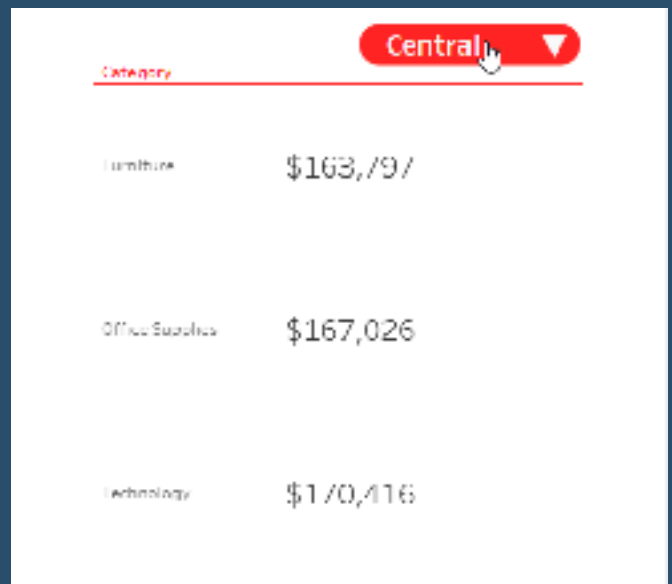 Central
Category
Furniture $163,797
Office Supplies $167,026
Technology $170,416